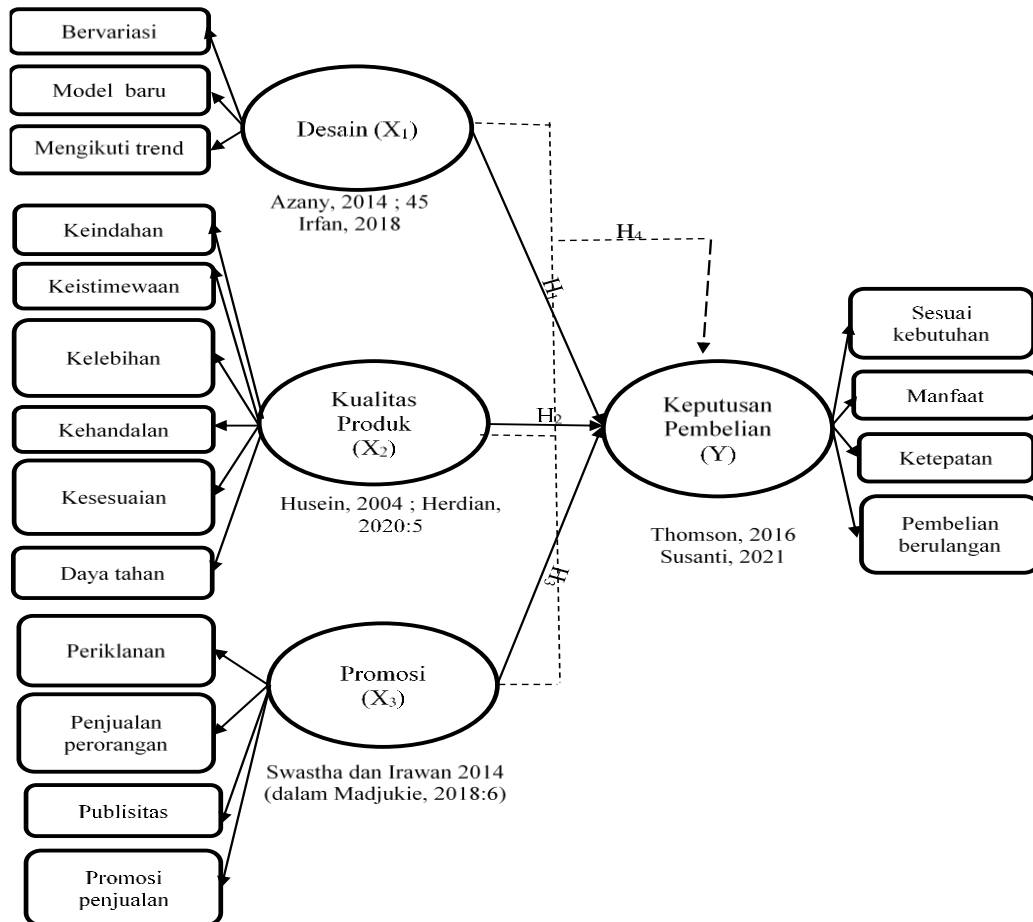 Bervariasi
Model baru
Mengikuti trend
Desain (X₁)
Azany, 2014 ; 45
Irfan, 2018
Keindahan
Keistimewaan
Kelebihan
Kehandalan
Kesesuaian
Daya tahan
Kualitas
Produk
(X₂)
Husein, 2004 ; Herdian,
2020:5
Periklanan
Penjualan
perorangan
Publisitas
Promosi
penjualan
Promosi
(X₃)
Swastha dan Irawan 2014
(dalam Madjukie, 2018:6)
H₁
H₂
H₃
H₄
Keputusan
Pembelian
(Y)
Thomson, 2016
Susanti, 2021
Sesuai
kebutuhan
Manfaat
Ketepatan
Pembelian
berulangan